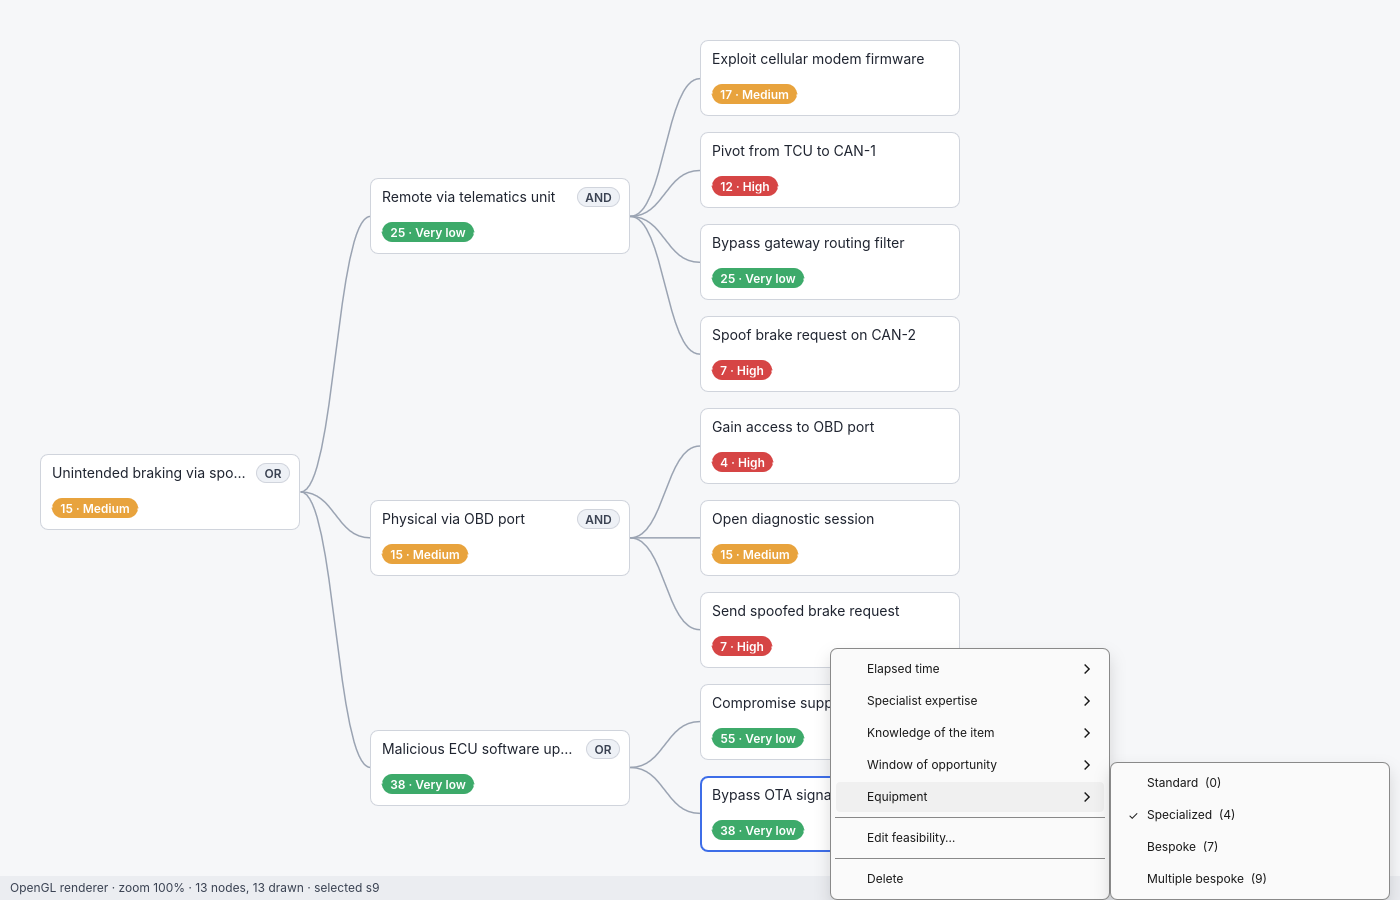 Exploit cellular modem firmware
17 · Medium
Pivot from TCU to CAN-1
12 · High
Remote via telematics unit AND
25 · Very low
Bypass gateway routing filter
25 · Very low
Spoof brake request on CAN-2
7 · High
Gain access to OBD port
4 · High
Unintended braking via spo... OR
15 · Medium
Physical via OBD port AND
15 · Medium
Open diagnostic session
15 · Medium
Send spoofed brake request
7 · High
Malicious ECU software up... OR
38 · Very low
Compromise supp
55 · Very low
Bypass OTA signa
38 · Very low
Elapsed time
Specialist expertise
Knowledge of the item
Window of opportunity
Equipment
Edit feasibility...
Delete
Standard (0)
Specialized (4)
Bespoke (7)
Multiple bespoke (9)
OpenGL renderer · zoom 100% · 13 nodes, 13 drawn · selected s9